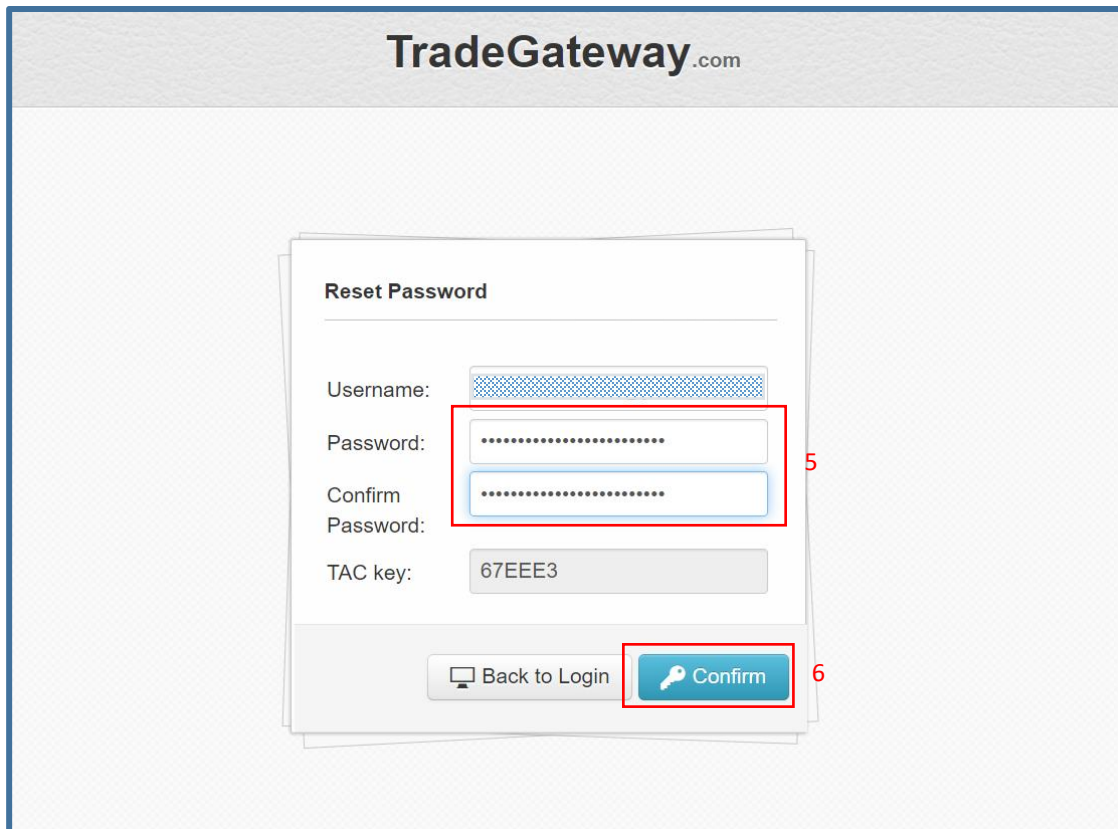 TradeGateway.com
Reset Password
Username:
Password: •••••••••••••••••••••••••
5
Confirm Password: •••••••••••••••••••••••••
TAC key: 67EEE3
Back to Login
Confirm
6